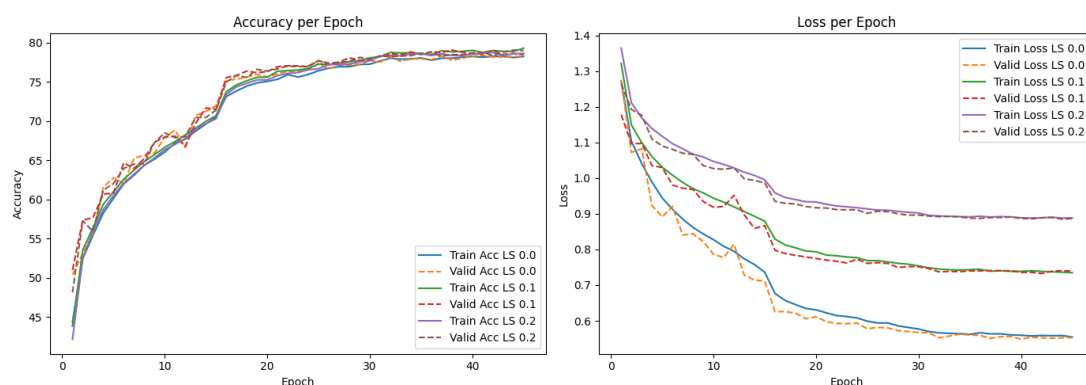 Accuracy per Epoch
Accuracy
80
75
70
65
60
55
50
45
0
10
20
30
40
Epoch
Train Acc LS 0.0
Valid Acc LS 0.0
Train Acc LS 0.1
Valid Acc LS 0.1
Train Acc LS 0.2
Valid Acc LS 0.2
Loss per Epoch
Loss
1.4
1.3
1.2
1.1
1.0
0.9
0.8
0.7
0.6
0
10
20
30
40
Epoch
Train Loss LS 0.0
Valid Loss LS 0.0
Train Loss LS 0.1
Valid Loss LS 0.1
Train Loss LS 0.2
Valid Loss LS 0.2